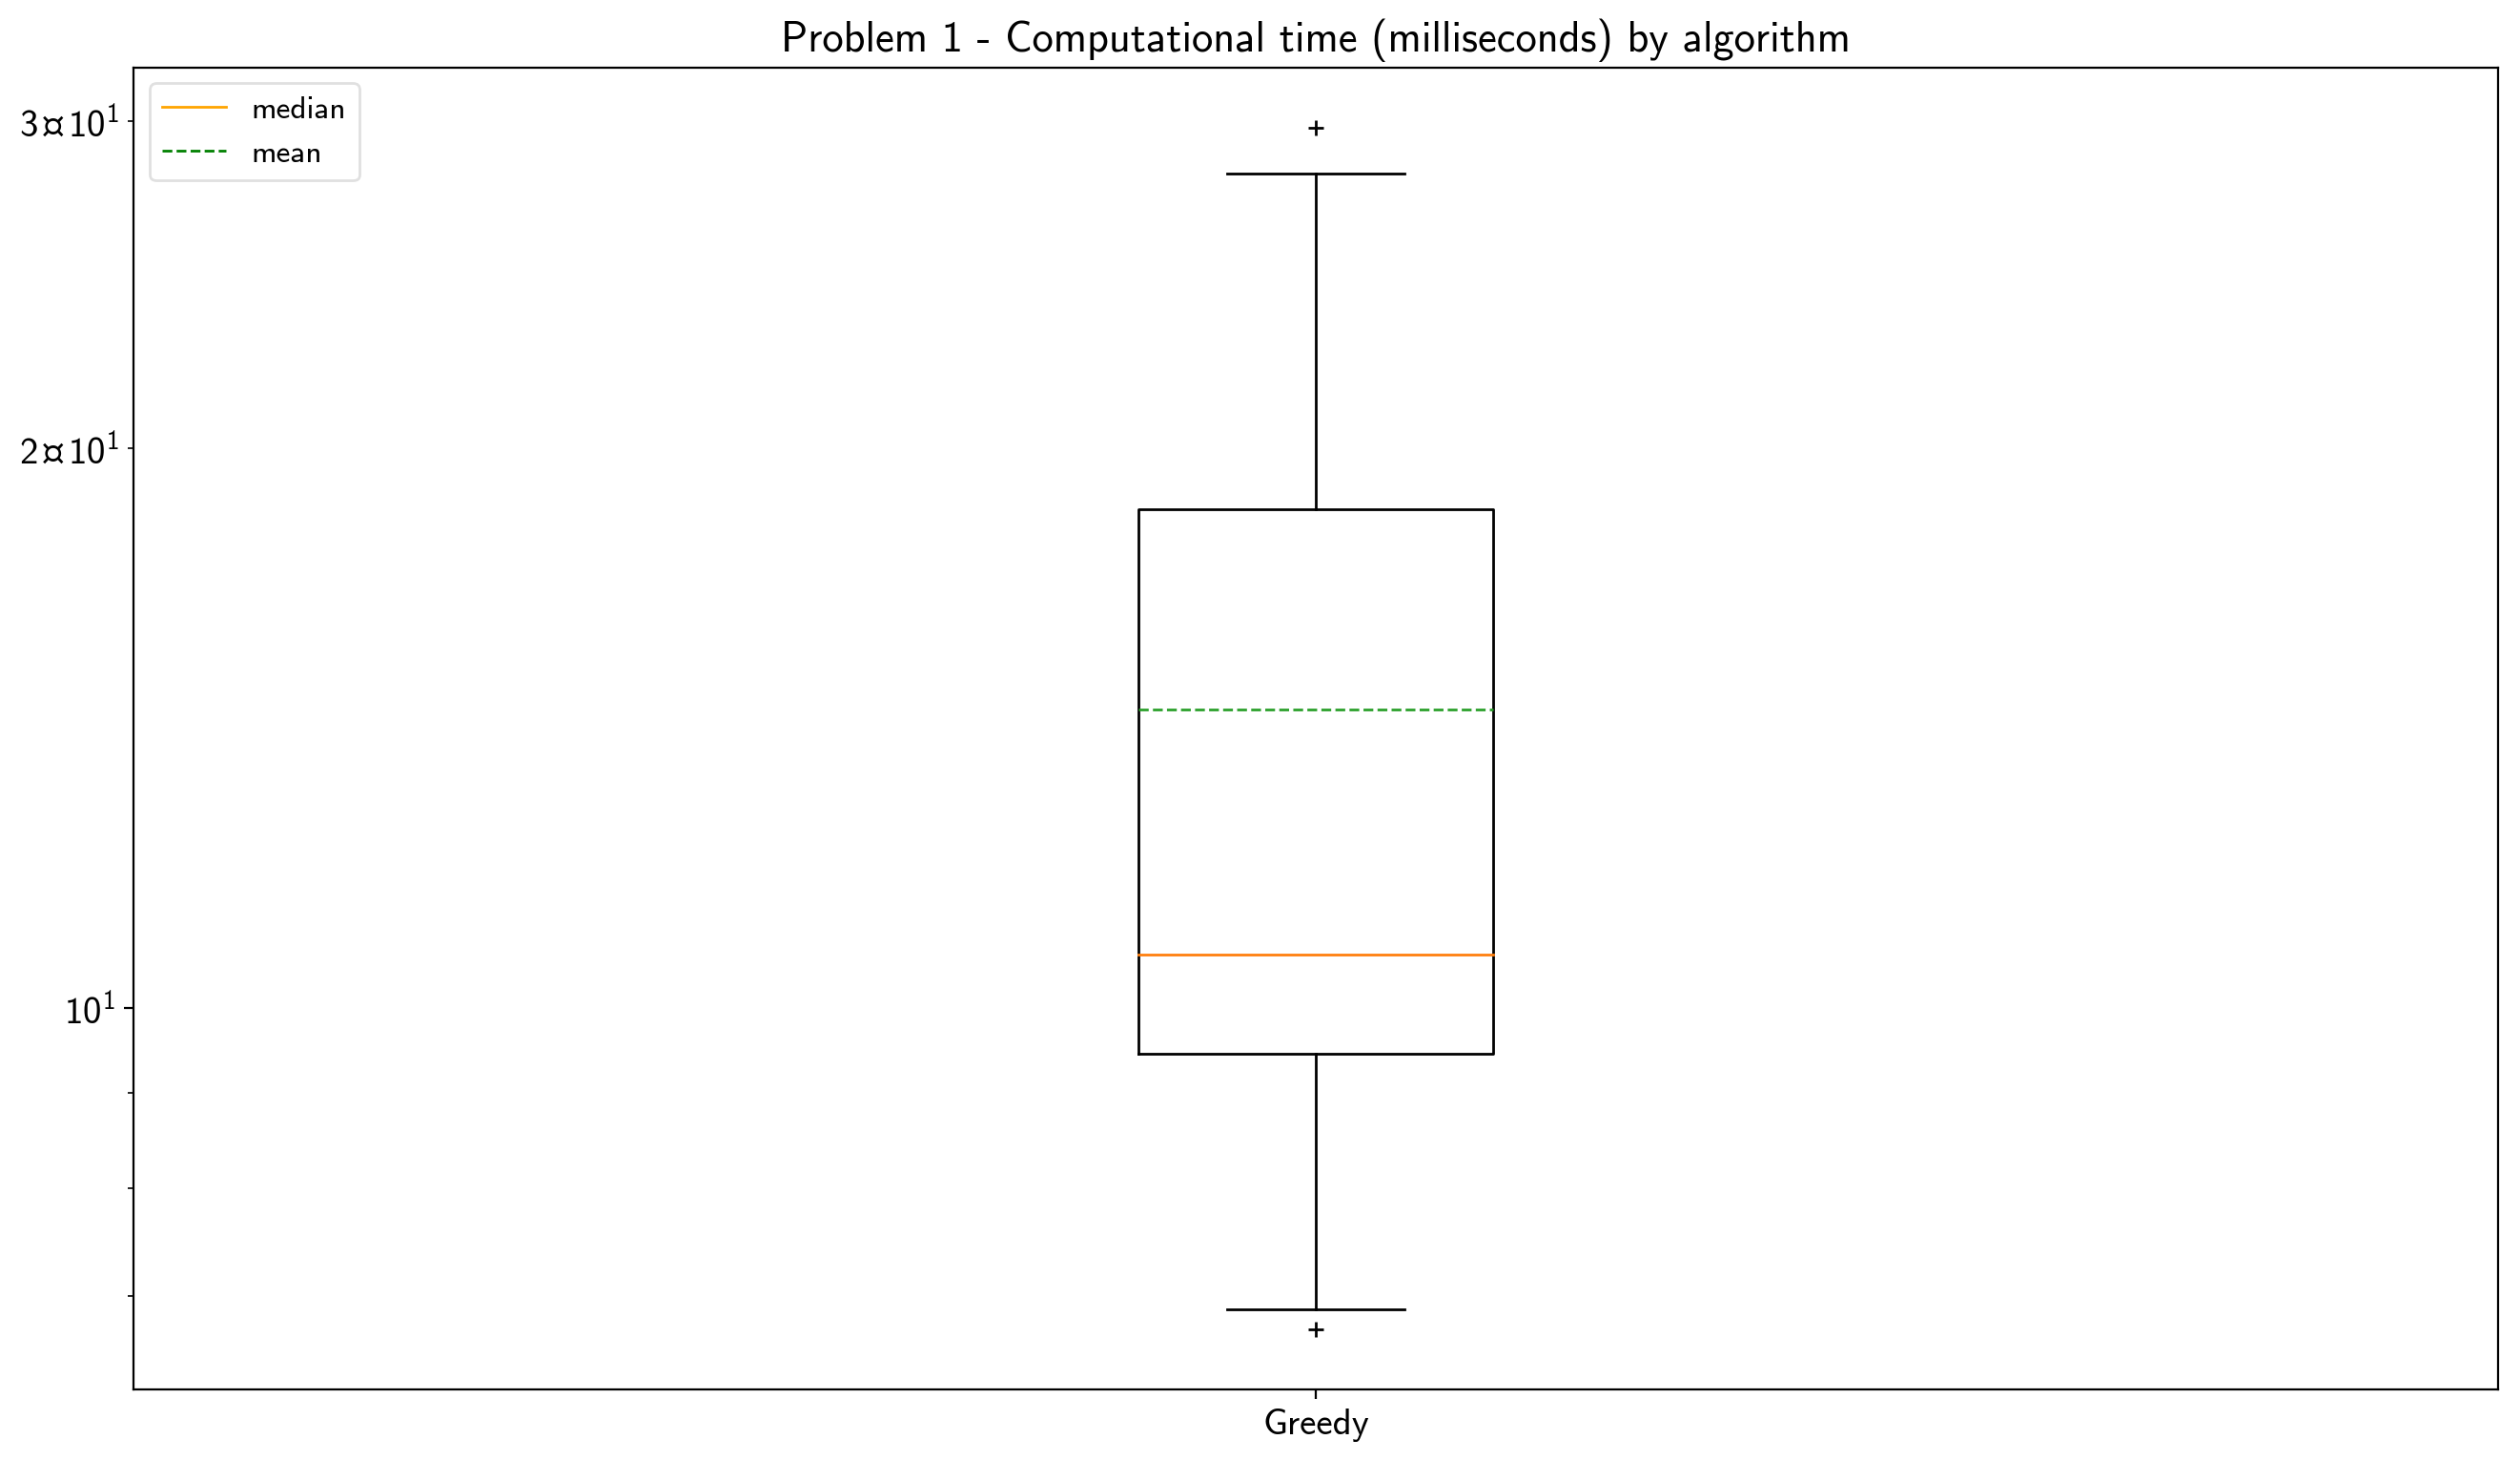 Problem 1 - Computational time (milliseconds) by algorithm
median
mean
3¤10¹
2¤10¹
10¹
Greedy